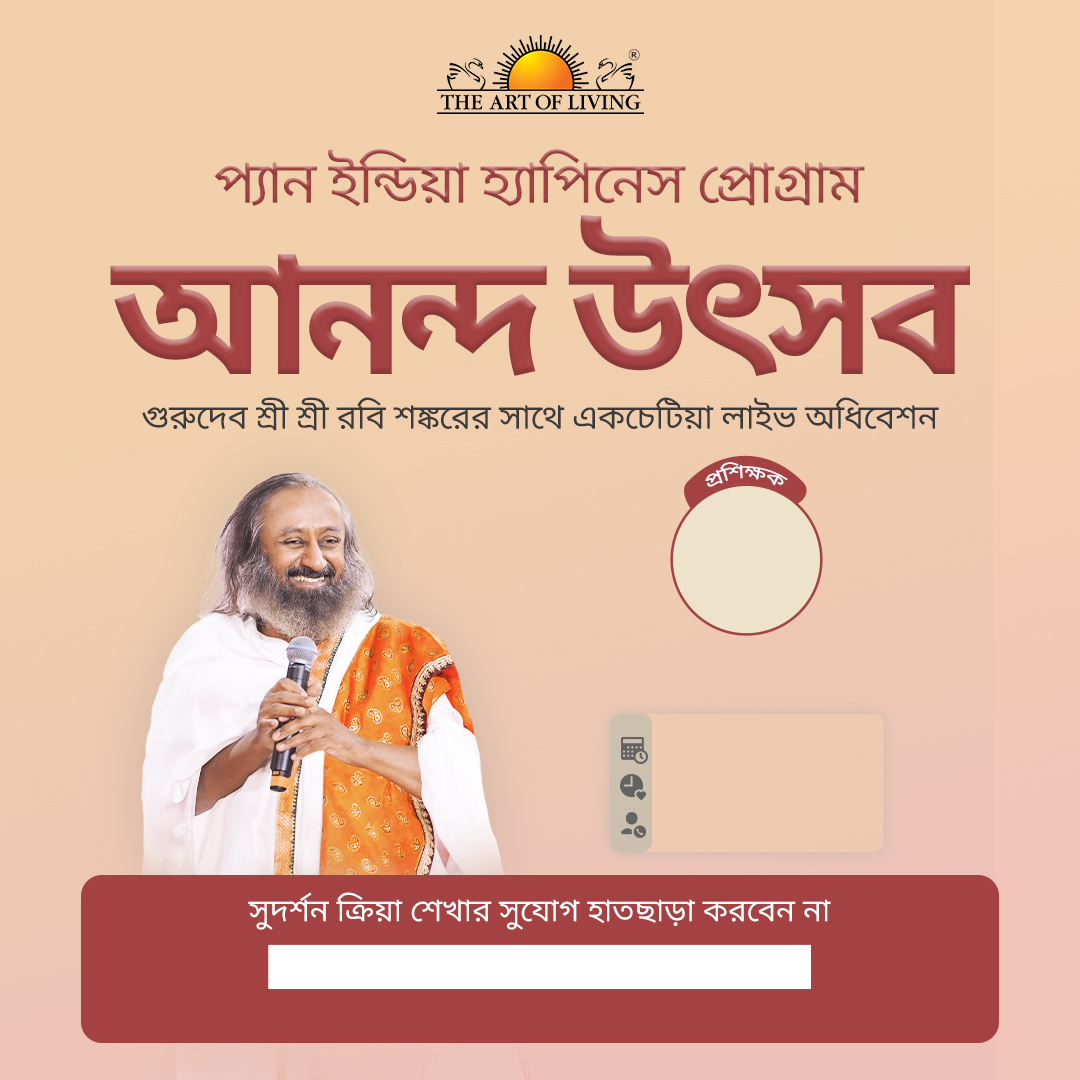 THE ART OF LIVING
®
প্যান ইন্ডিয়া হ্যাপিনেস প্রোগ্রাম
আনন্দ উৎসব
গুরুদেব শ্রী শ্রী রবি শঙ্করের সাথে একচেটিয়া লাইভ অধিবেশন
প্রশিক্ষক
সুদর্শন ক্রিয়া শেখার সুযোগ হাতছাড়া করবেন না